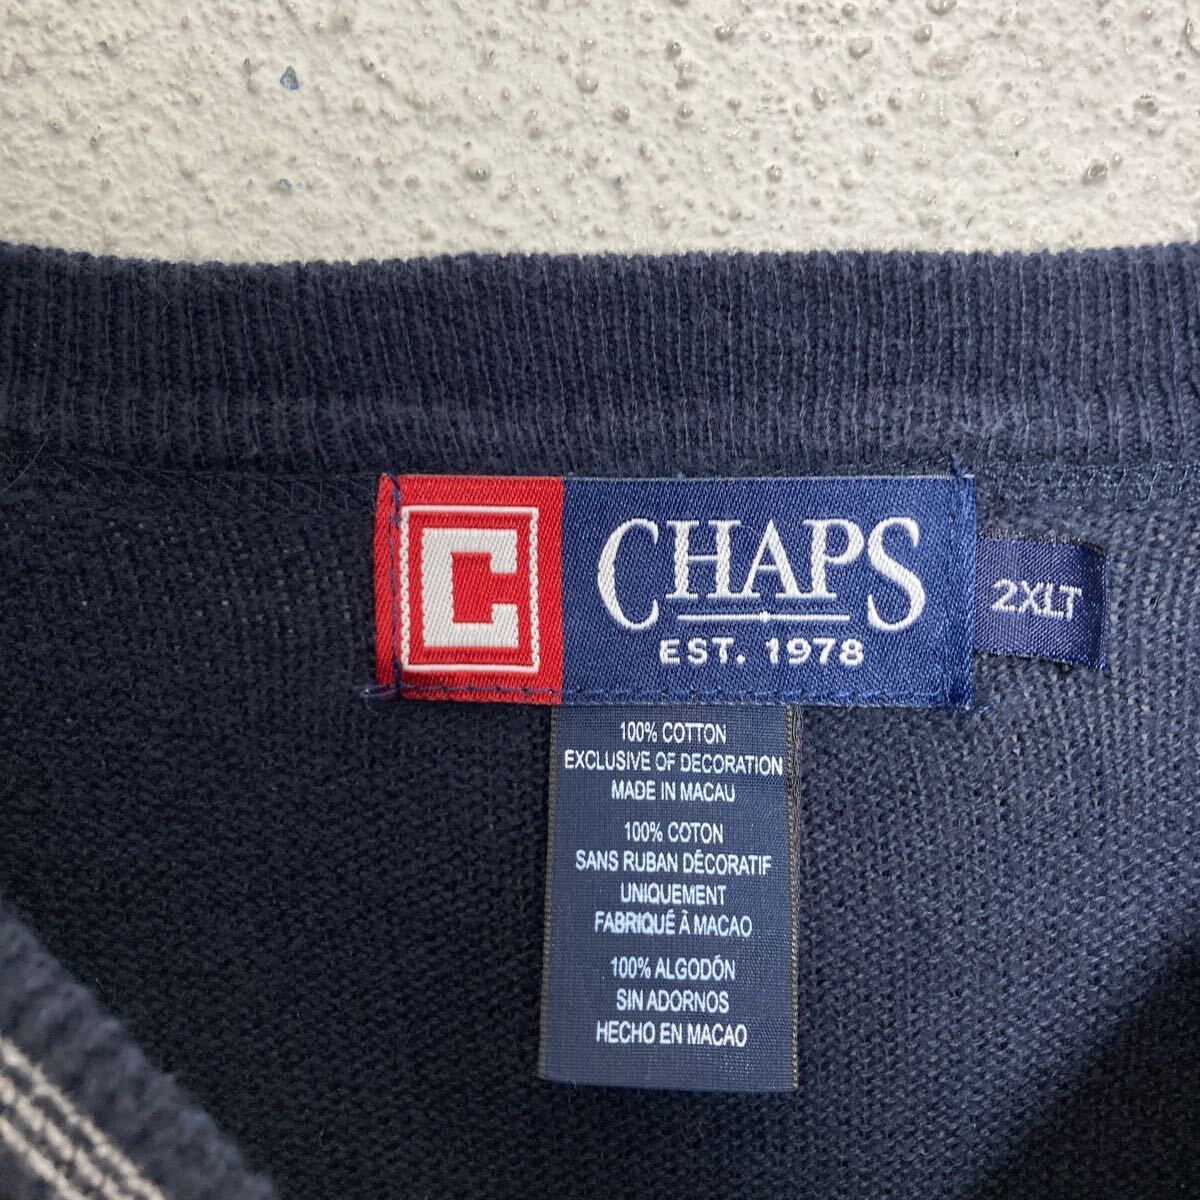 C
CHAPS
EST. 1978
2XLT
100% COTTON
EXCLUSIVE OF DECORATION
MADE IN MACAU
100% COTON
SANS RUBAN DÉCORATIF
UNIQUEMENT
FABRIQUÉ À MACAO
100% ALGODÓN
SIN ADORNOS
HECHO EN MACAO